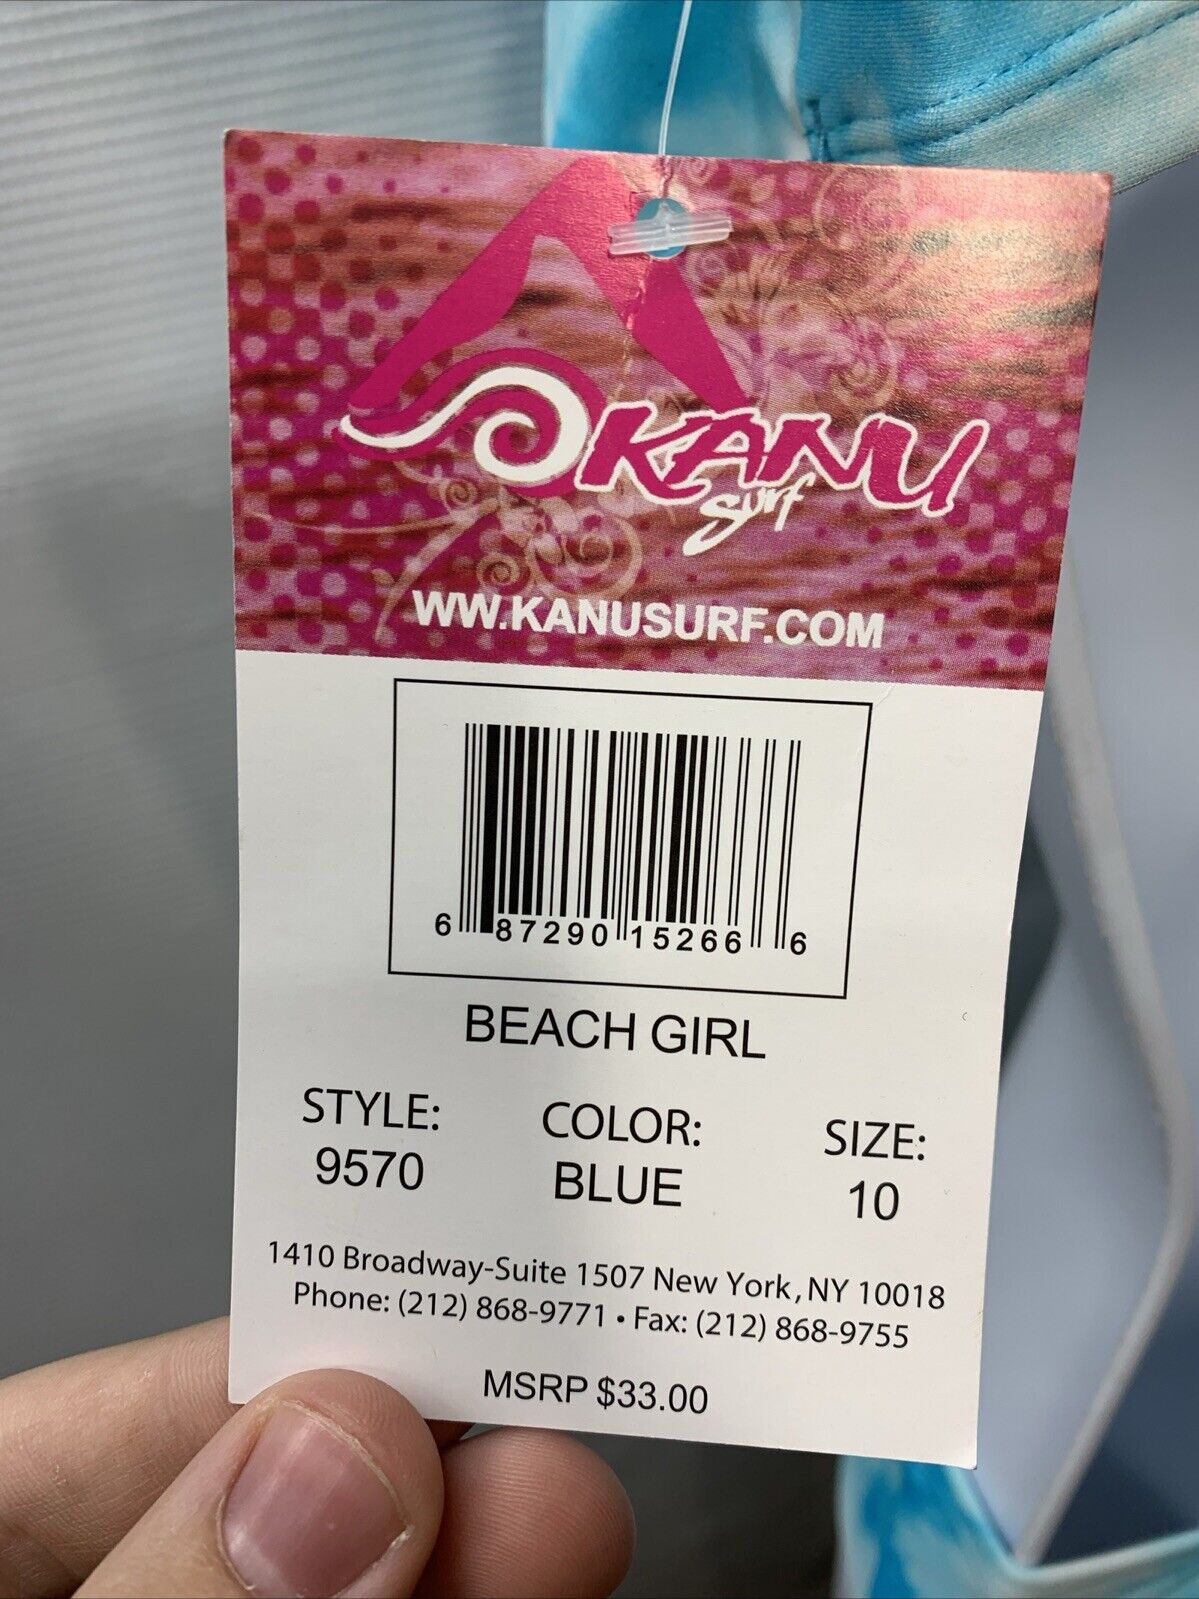 KANU
Surf
WW.KANUSURF.COM
6 87290 15266 6
BEACH GIRL
STYLE: COLOR: SIZE:
9570 BLUE 10
1410 Broadway-Suite 1507 New York, NY 10018
Phone: (212) 868-9771 • Fax: (212) 868-9755
MSRP $33.00